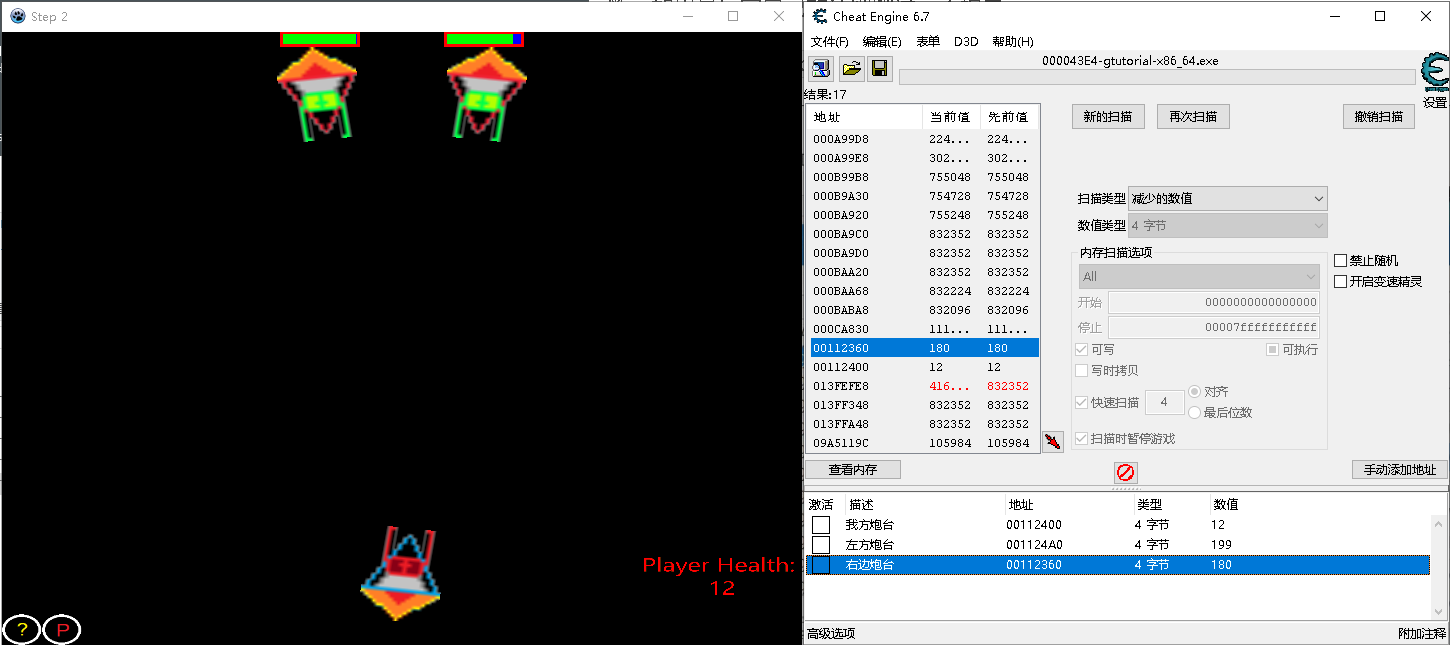 Step 2
Player Health:
12
?
P
Cheat Engine 6.7
文件(F) 编辑(E) 表单 D3D 帮助(H)
000043E4-gtutorial-x86_64.exe
设置
结果:17
地址 当前值 先前值
000A99D8 224... 224...
000A99E8 302... 302...
000B99B8 755048 755048
000B9A30 754728 754728
000BA920 755248 755248
000BA9C0 832352 832352
000BA9D0 832352 832352
000BAA20 832352 832352
000BAA68 832224 832224
000BABA8 832096 832096
000CA830 111... 111...
00112360 180 180
00112400 12 12
013FEFE8 416... 832352
013FF348 832352 832352
013FFA48 832352 832352
09A5119C 105984 105984
新的扫描 再次扫描 撤销扫描
扫描类型 减少的数值
数值类型 4 字节
内存扫描选项
All
开始 0000000000000000
停止 00007fffffffffff
可写 可执行
写时拷贝
快速扫描 4 对齐
最后位数
扫描时暂停游戏
禁止随机
开启变速精灵
查看内存 手动添加地址
激活 描述 地址 类型 数值
我方炮台 00112400 4 字节 12
左方炮台 001124A0 4 字节 199
右边炮台 00112360 4 字节 180
高级选项 附加注释